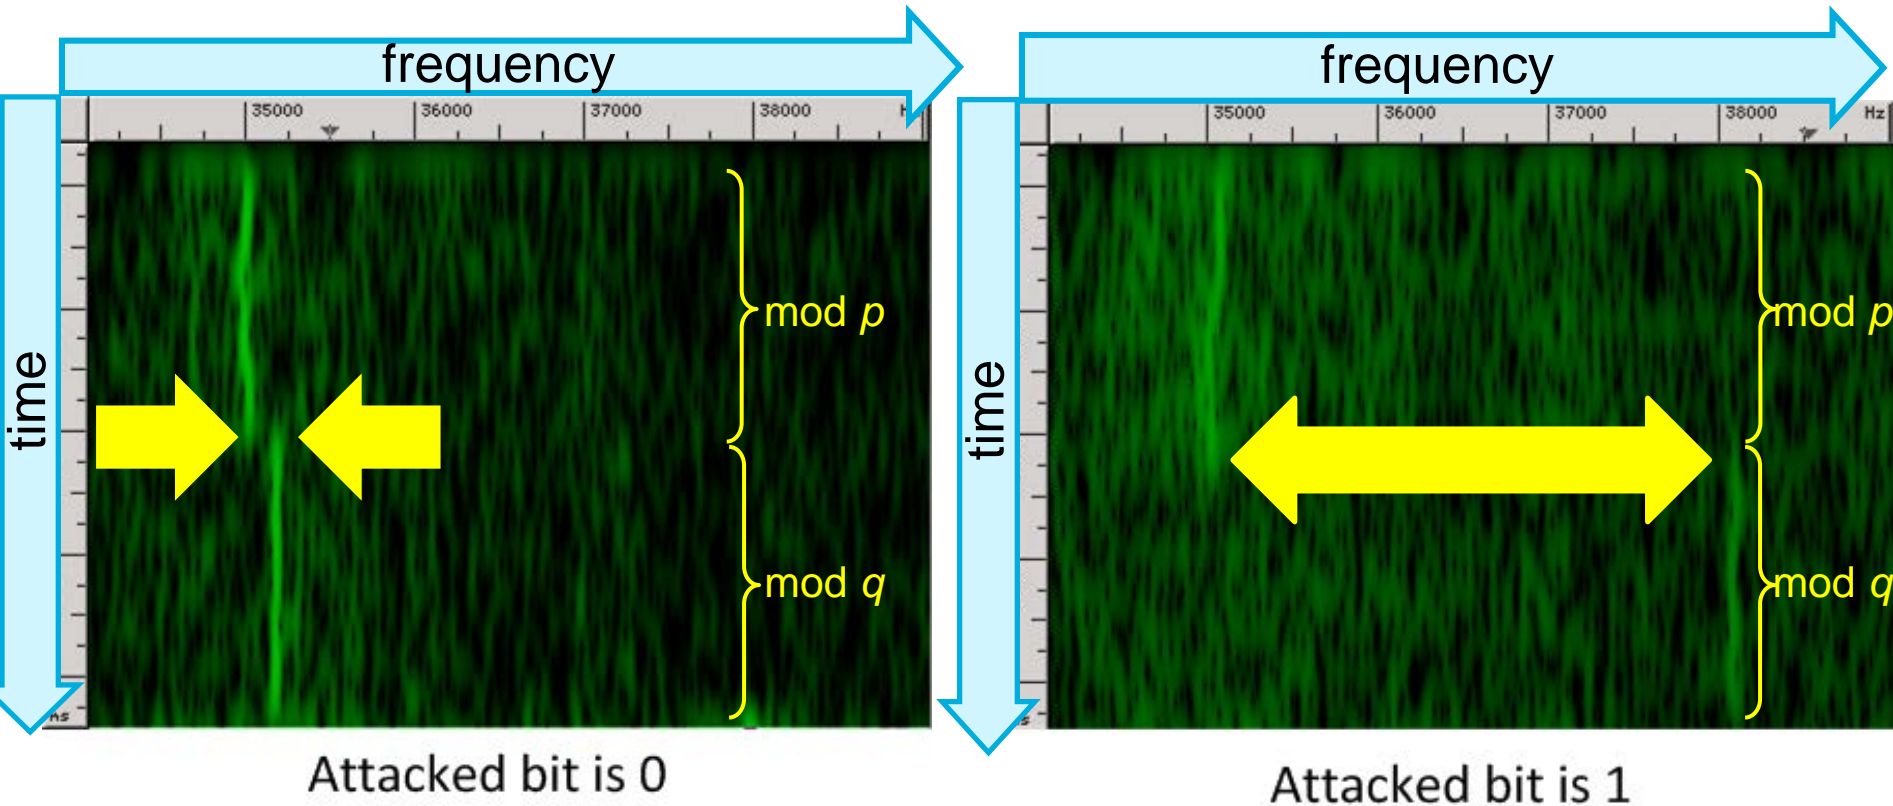 frequency
35000 36000 37000 38000 H
time
mod p
mod q
ms
Attacked bit is 0
frequency
35000 36000 37000 38000 Hz
time
mod p
mod q
s
Attacked bit is 1